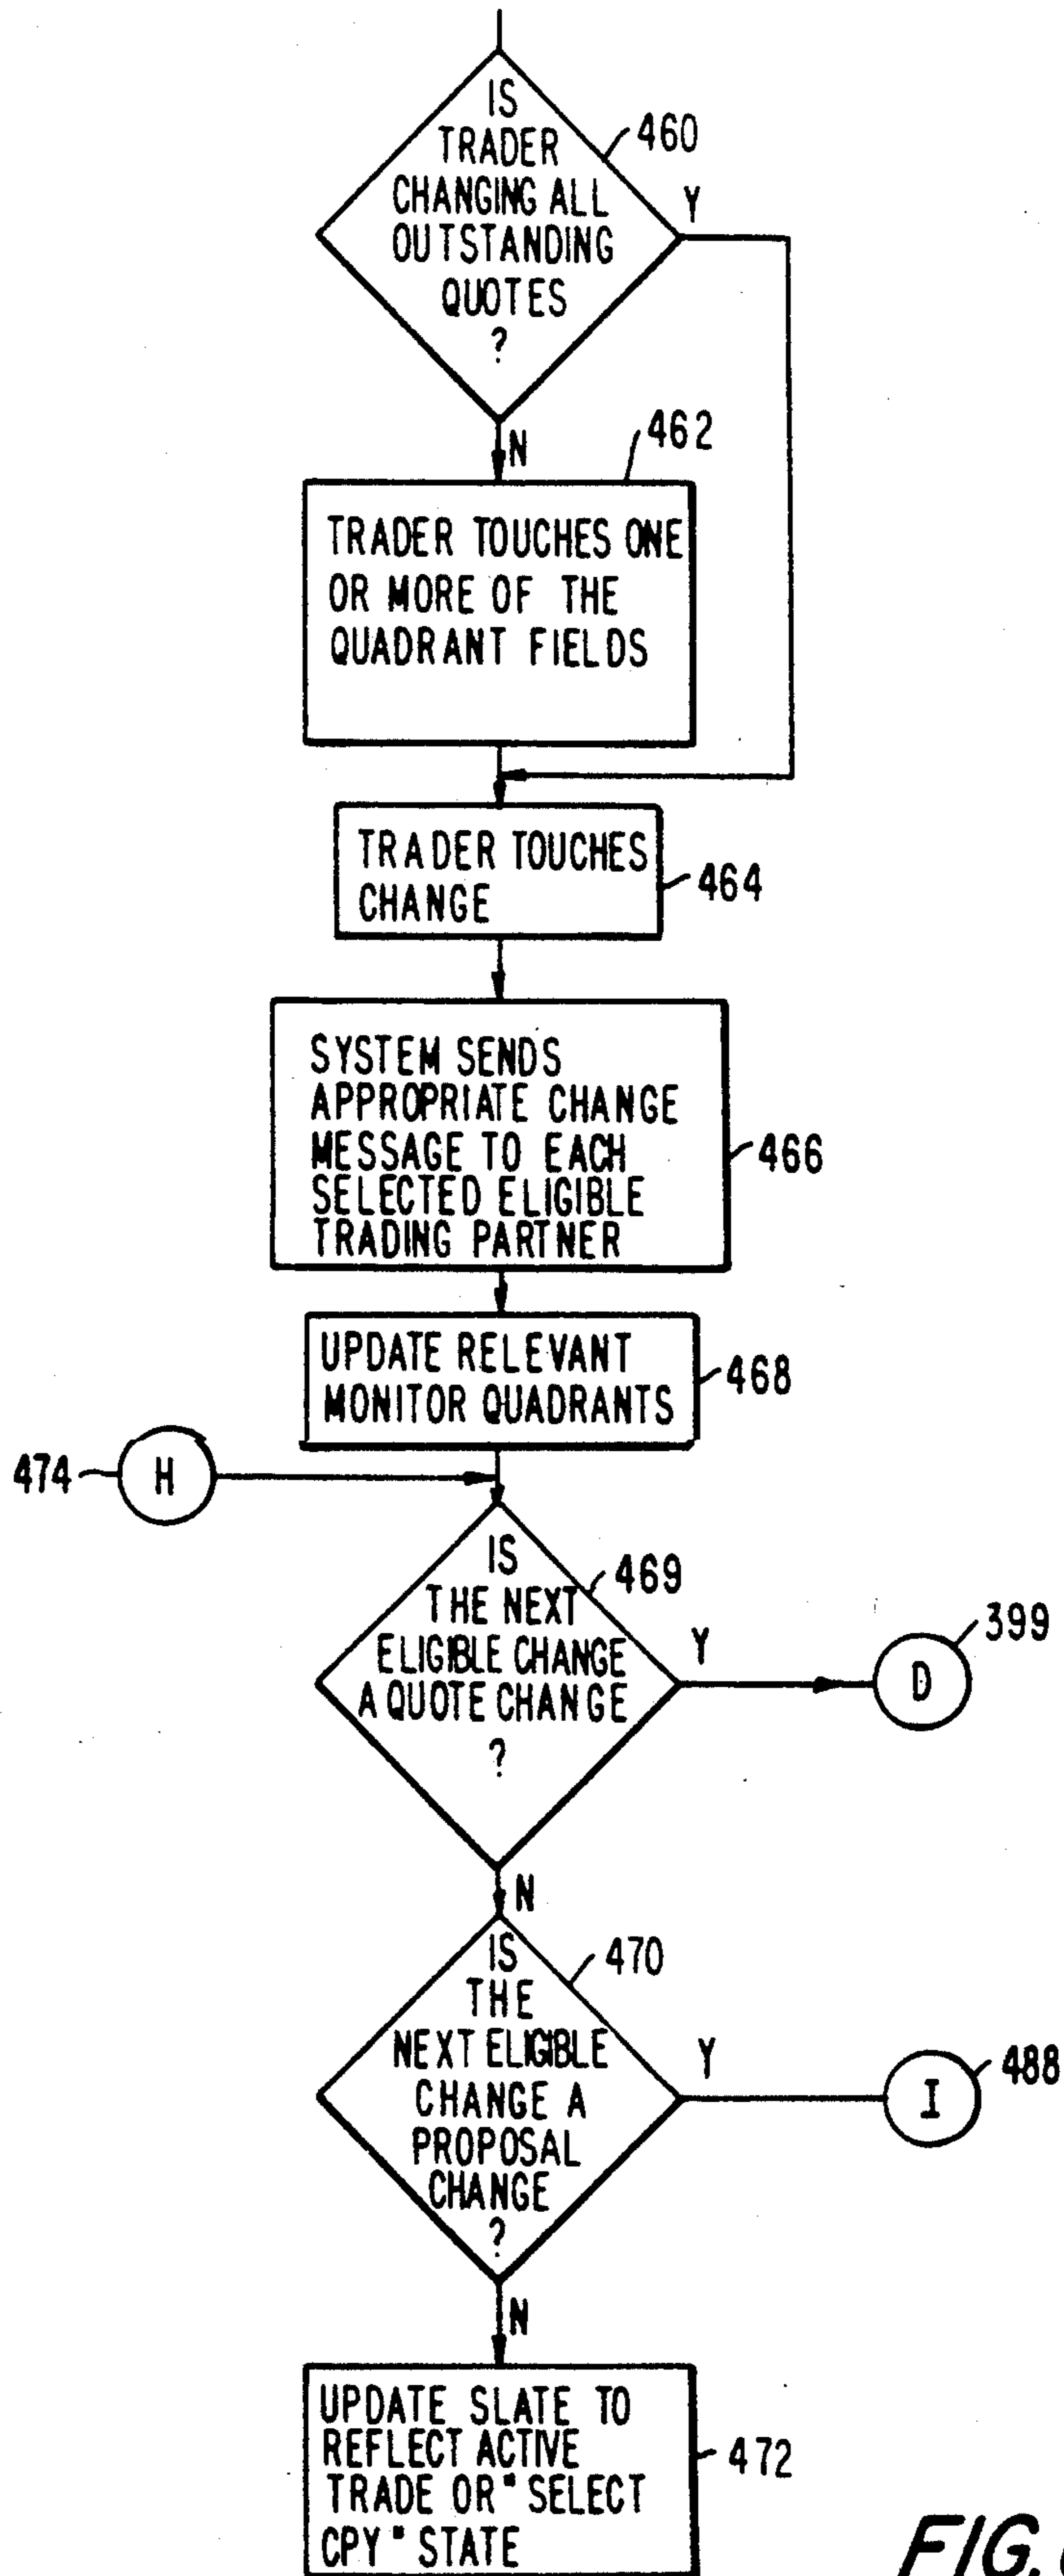 IS
TRADER
CHANGING ALL
OUTSTANDING
QUOTES
?
460
Y
N
462
TRADER TOUCHES ONE
OR MORE OF THE
QUADRANT FIELDS
TRADER TOUCHES
CHANGE
464
SYSTEM SENDS
APPROPRIATE CHANGE
MESSAGE TO EACH
SELECTED ELIGIBLE
TRADING PARTNER
466
UPDATE RELEVANT
MONITOR QUADRANTS
468
474
H
IS
THE NEXT
ELIGIBLE CHANGE
A QUOTE CHANGE
?
469
Y
D
399
N
IS
THE
NEXT ELIGIBLE
CHANGE A
PROPOSAL
CHANGE
?
470
Y
I
488
N
UPDATE SLATE TO
REFLECT ACTIVE
TRADE OR "SELECT
CPY" STATE
472
FIG.